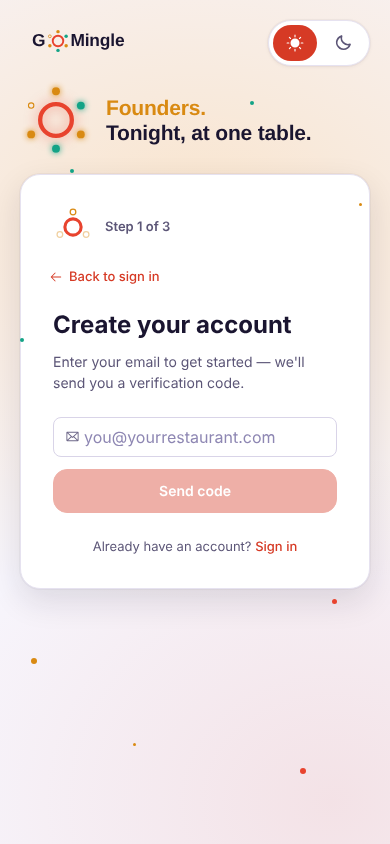 G Mingle
Founders.
Tonight, at one table.
Step 1 of 3
Back to sign in
Create your account
Enter your email to get started — we'll
send you a verification code.
you@yourrestaurant.com
Send code
Already have an account? Sign in